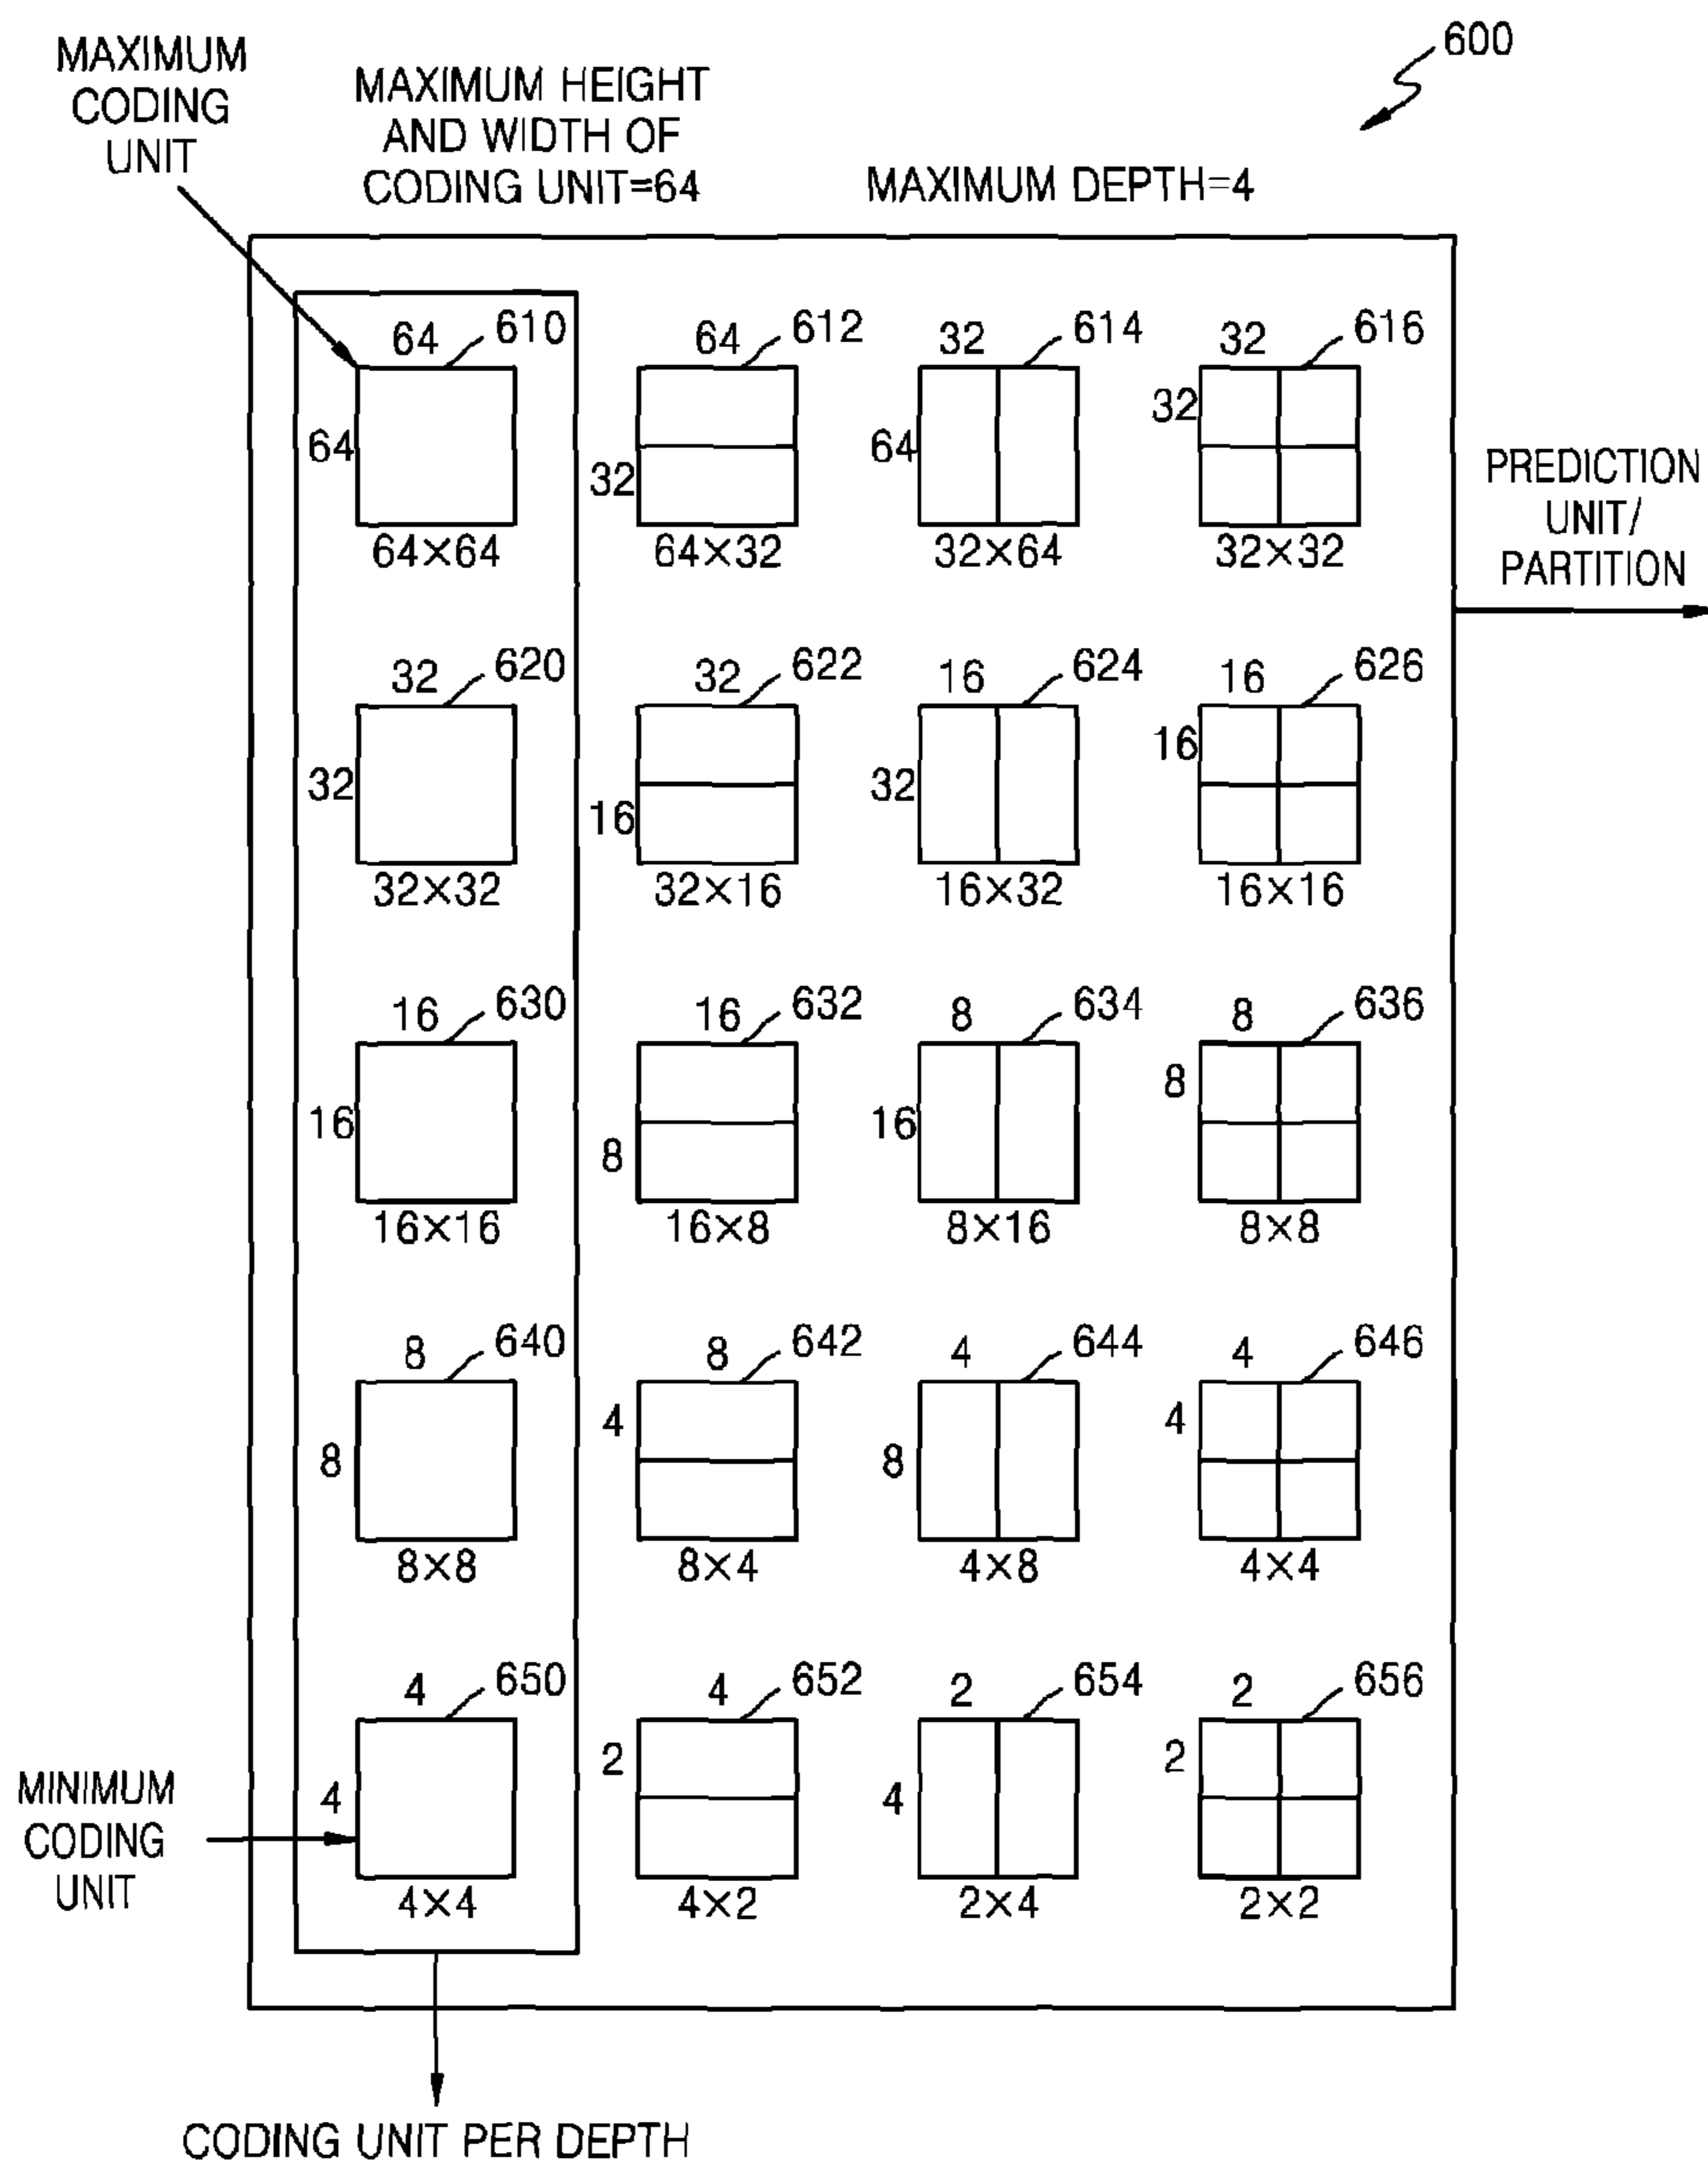 600
MAXIMUM
CODING
UNIT
MAXIMUM HEIGHT
AND WIDTH OF
CODING UNIT=64
MAXIMUM DEPTH=4
64 610 64 612 32 614 32 616
64 32 64 32
64×64 64×32 32×64 32×32
PREDICTION
UNIT/
PARTITION
32 620 32 622 16 624 16 626
32 16 32 16
32×32 32×16 16×32 16×16
16 630 16 632 8 634 8 636
16 8 16 8
16×16 16×8 8×16 8×8
8 640 8 642 4 644 4 646
8 4 8 4
8×8 8×4 4×8 4×4
4 650 4 652 2 654 2 656
4 2 4 2
4×4 4×2 2×4 2×2
MINIMUM
CODING
UNIT
CODING UNIT PER DEPTH